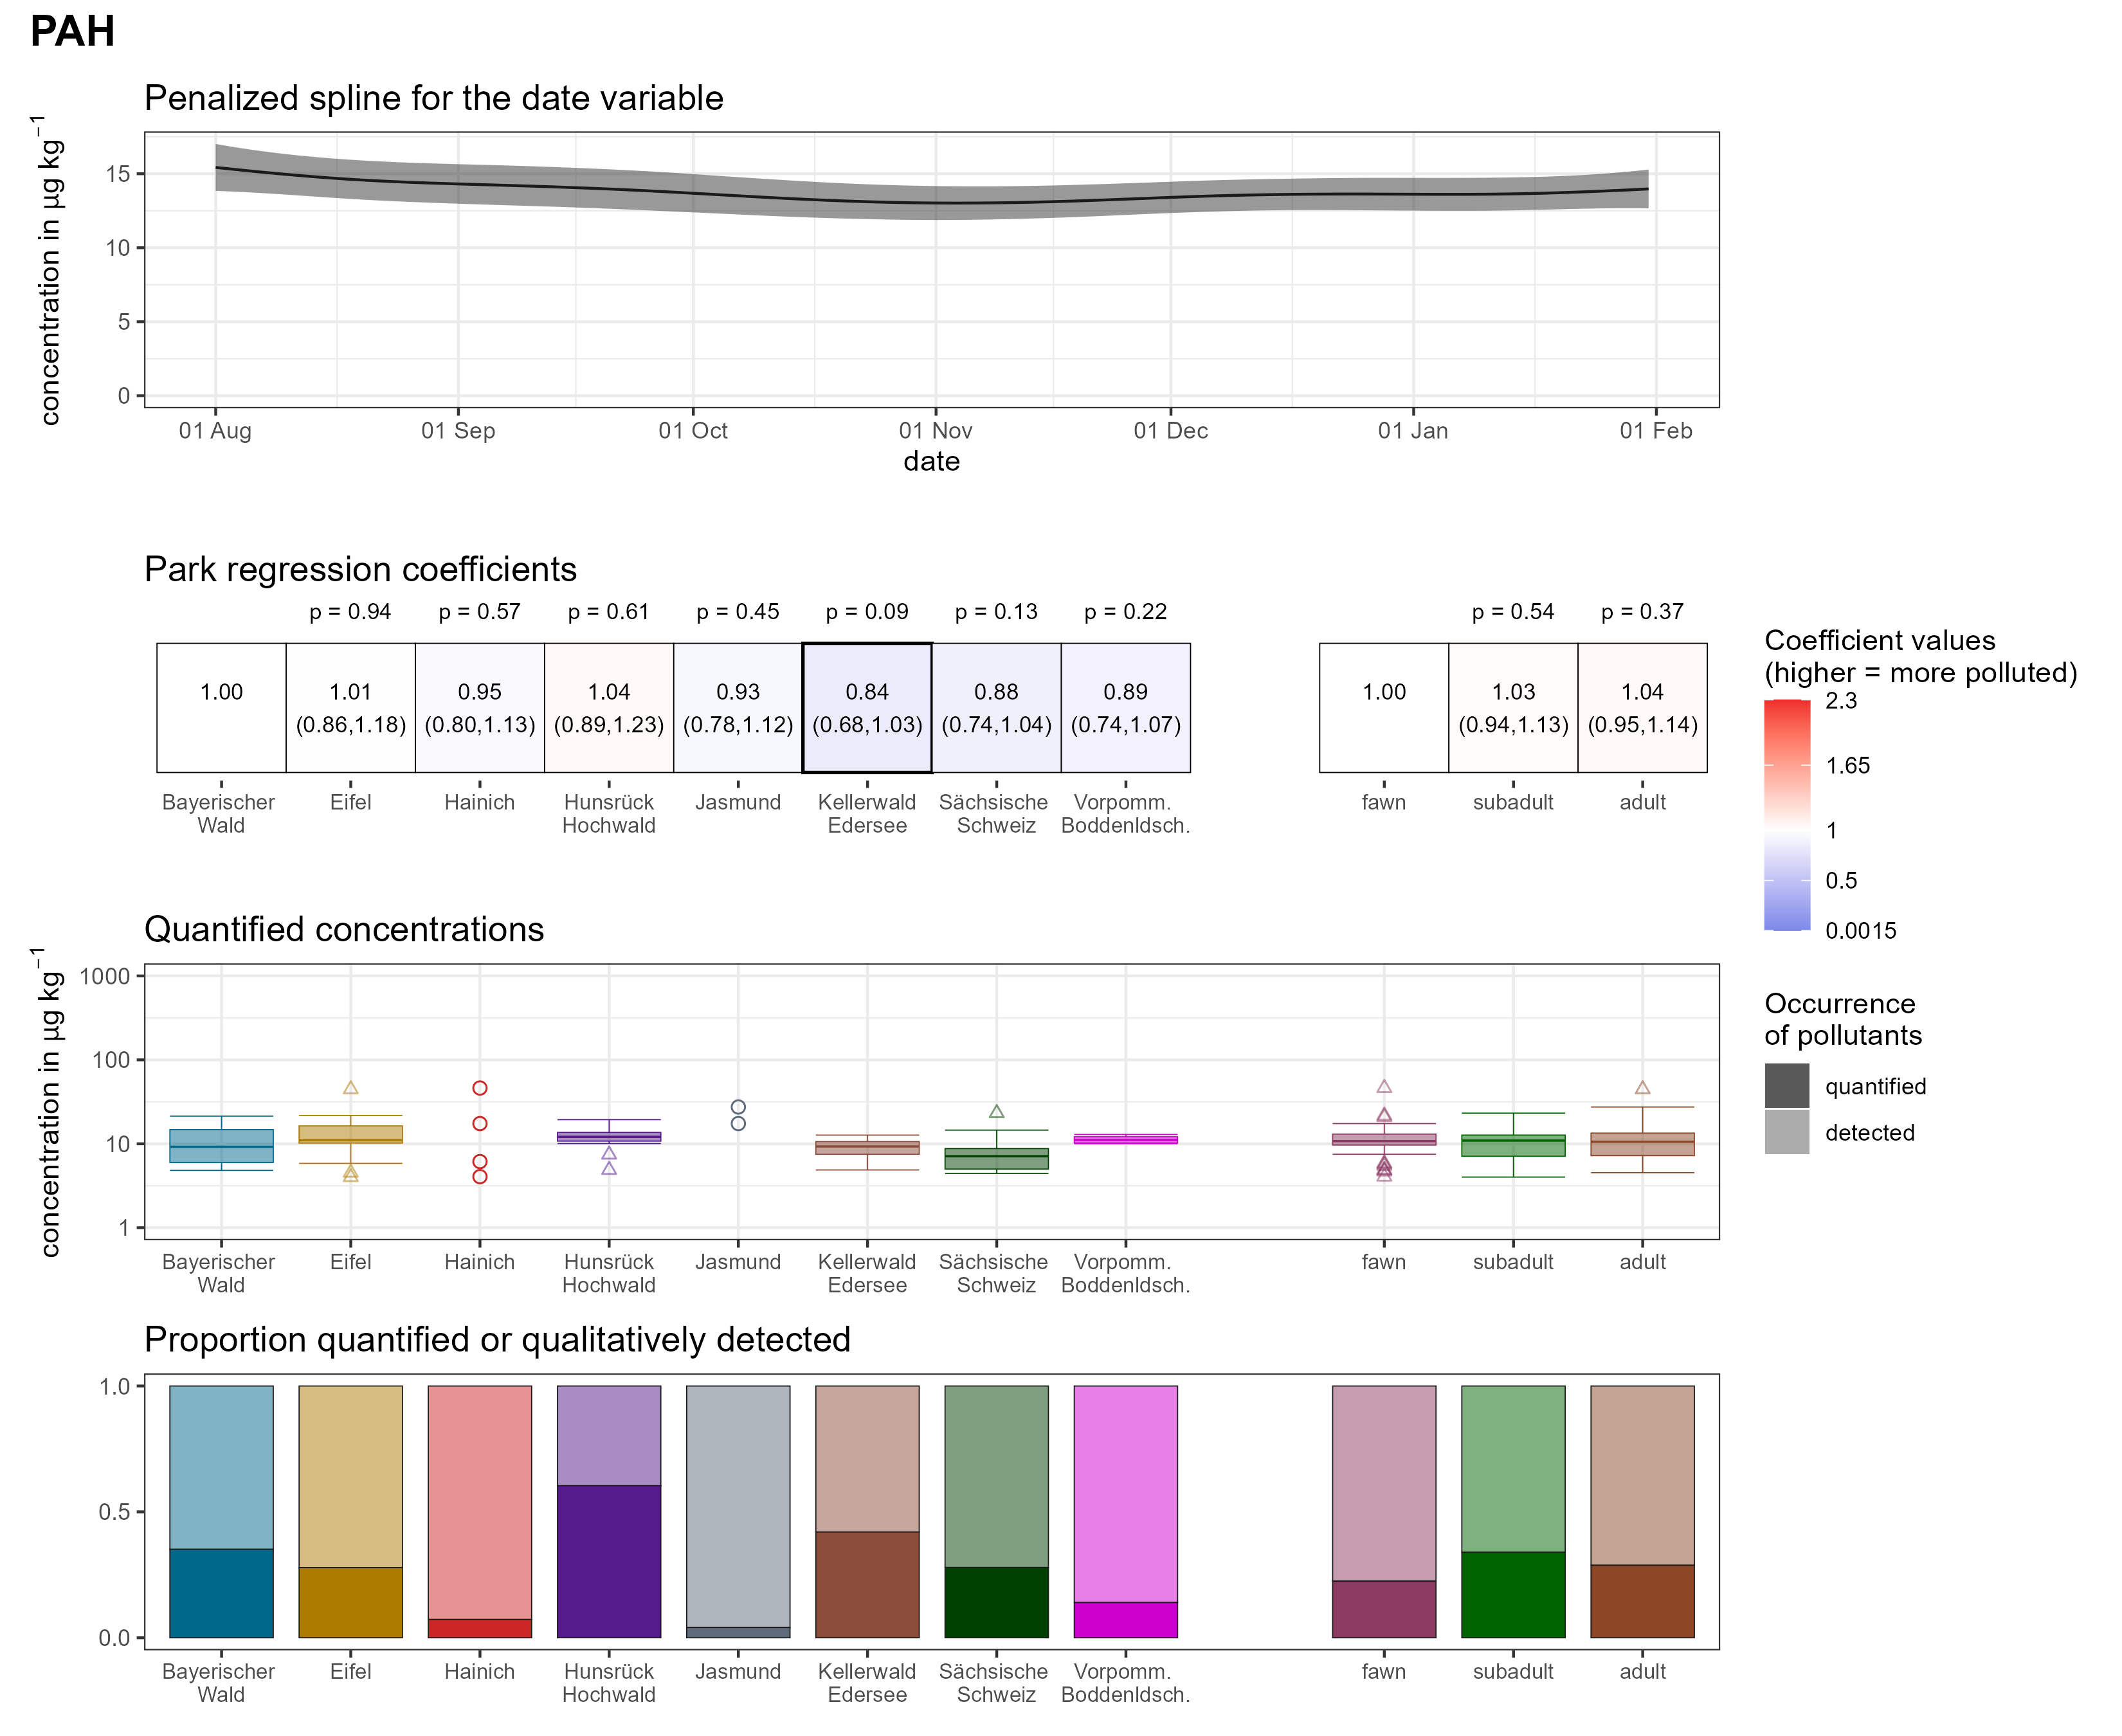 PAH
Penalized spline for the date variable
concentration in µg kg⁻¹
15
10
5
0
01 Aug 01 Sep 01 Oct 01 Nov 01 Dec 01 Jan 01 Feb
date
Park regression coefficients
p = 0.94 p = 0.57 p = 0.61 p = 0.45 p = 0.09 p = 0.13 p = 0.22 p = 0.54 p = 0.37
1.00 1.01 0.95 1.04 0.93 0.84 0.88 0.89 1.00 1.03 1.04
(0.86,1.18) (0.80,1.13) (0.89,1.23) (0.78,1.12) (0.68,1.03) (0.74,1.04) (0.74,1.07) (0.94,1.13) (0.95,1.14)
Bayerischer Eifel Hainich Hunsrück Jasmund Kellerwald Sächsische Vorpomm. fawn subadult adult
Wald Hochwald Edersee Schweiz Boddenldsch.
Coefficient values
(higher = more polluted)
2.3
1.65
1
0.5
0.0015
Quantified concentrations
concentration in µg kg⁻¹
1000
100
10
1
Bayerischer Eifel Hainich Hunsrück Jasmund Kellerwald Sächsische Vorpomm. fawn subadult adult
Wald Hochwald Edersee Schweiz Boddenldsch.
Occurrence
of pollutants
quantified
detected
Proportion quantified or qualitatively detected
1.0
0.5
0.0
Bayerischer Eifel Hainich Hunsrück Jasmund Kellerwald Sächsische Vorpomm. fawn subadult adult
Wald Hochwald Edersee Schweiz Boddenldsch.